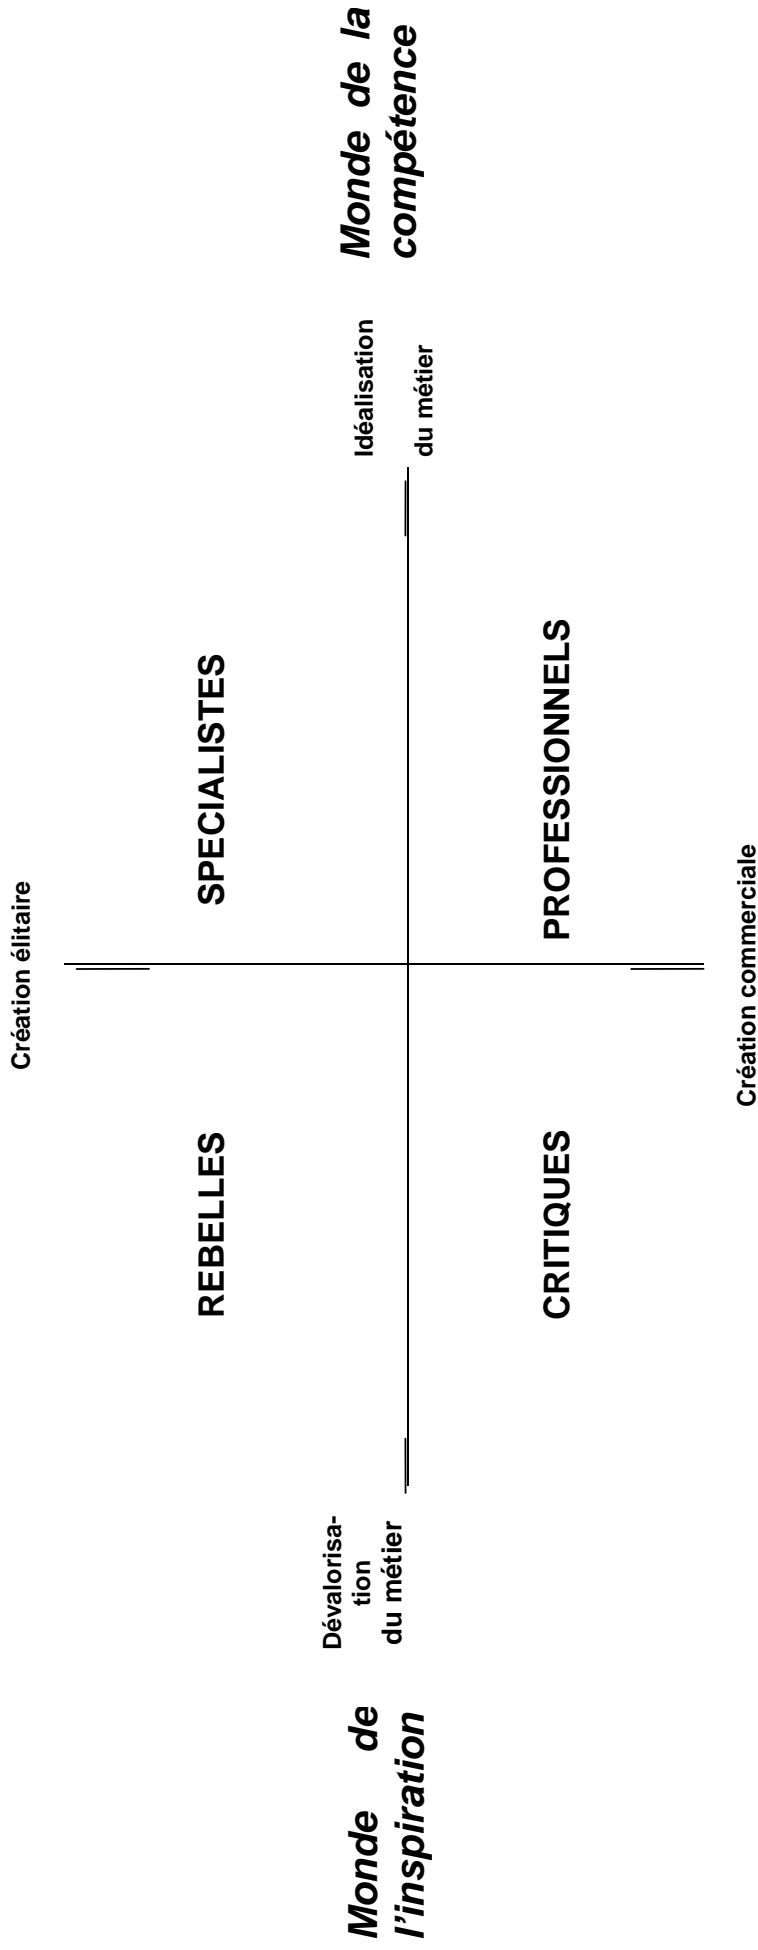 Création élitaire
REBELLES
SPECIALISTES
Monde de
l'inspiration
Dévalorisa-
tion
du métier
Idéalisation
du métier
Monde de la
compétence
CRITIQUES
PROFESSIONNELS
Création commerciale